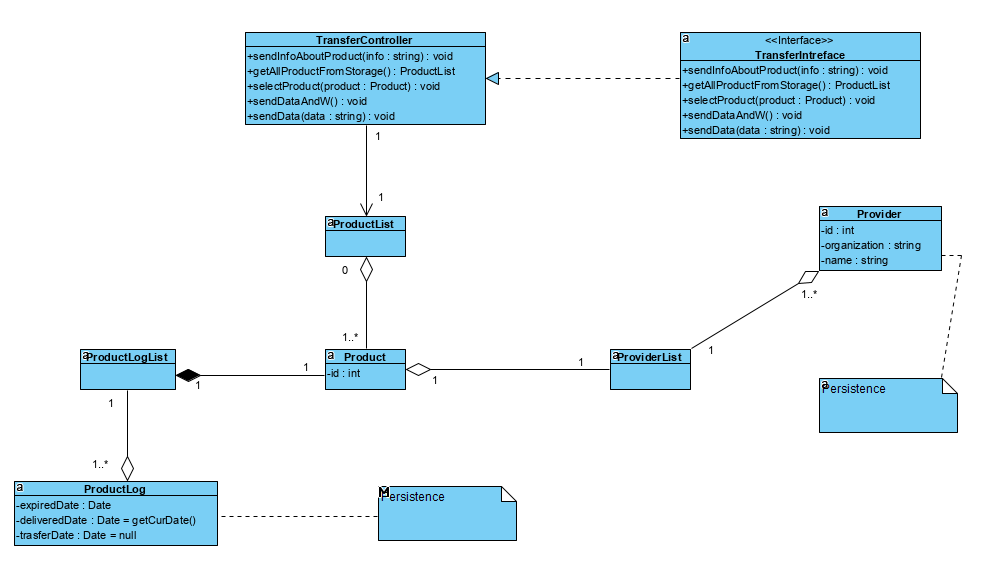 TransferController
+sendInfoAboutProduct(info : string) : void
+getAllProductFromStorage() : ProductList
+selectProduct(product : Product) : void
+sendDataAndW() : void
+sendData(data : string) : void
a
<<Interface>>
TransferIntreface
+sendInfoAboutProduct(info : string) : void
+getAllProductFromStorage() : ProductList
+selectProduct(product : Product) : void
+sendDataAndW() : void
+sendData(data : string) : void
1
1
a
ProductList
0
1..*
a
Provider
-id : int
-organization : string
-name : string
1..*
1
a
ProductLogList
1
1
a
Product
-id : int
1
1
a
ProviderList
a
Persistence
1
1..*
a
ProductLog
-expiredDate : Date
-deliveredDate : Date = getCurDate()
-trasferDate : Date = null
M
Persistence